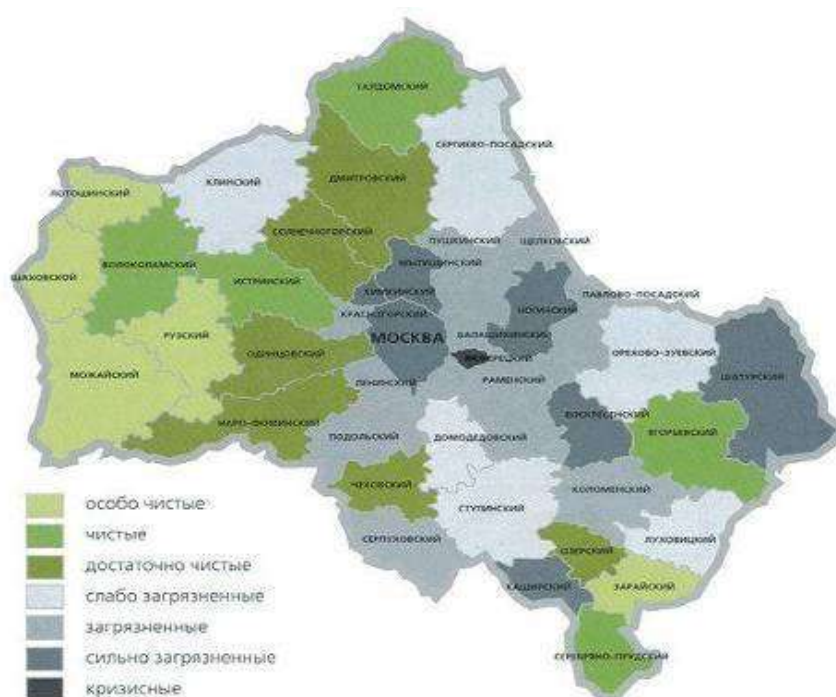 ТАЛДОМСКИЙ
СЕРГИЕВО-ПОСАДСКИЙ
КЛИНСКИЙ
ДМИТРОВСКИЙ
ЛОТОШИНСКИЙ
СОЛНЕЧНОГОРСКИЙ
ПУШКИНСКИЙ
ЩЕЛКОВСКИЙ
ВОЛОКОЛАМСКИЙ
МЫТИЩИНСКИЙ
ШАХОВСКОЙ
ИСТРИНСКИЙ
ХИМКИНСКИЙ
НОГИНСКИЙ
ПАВЛОВО-ПОСАДСКИЙ
КРАСНОГОРСКИЙ
РУЗСКИЙ
МОСКВА
БАЛАШИХИНСКИЙ
ОДИНЦОВСКИЙ
ОРЕХОВО-ЗУЕВСКИЙ
МОЖАЙСКИЙ
ЛЕНИНСКИЙ
РАМЕНСКИЙ
ШАТУРСКИЙ
НАРО-ФОМИНСКИЙ
ВОСКРЕСЕНСКИЙ
ПОДОЛЬСКИЙ
ДОМОДЕДОВСКИЙ
ЕГОРЬЕВСКИЙ
ЧЕХОВСКИЙ
КОЛОМЕНСКИЙ
СТУПИНСКИЙ
СЕРПУХОВСКИЙ
ЛУХОВИЦКИЙ
ОЗЕРСКИЙ
КАШИРСКИЙ
ЗАРАЙСКИЙ
СЕРЕБРЯНО-ПРУДСКИЙ
особо чистые
чистые
достаточно чистые
слабо загрязненные
загрязненные
сильно загрязненные
кризисные